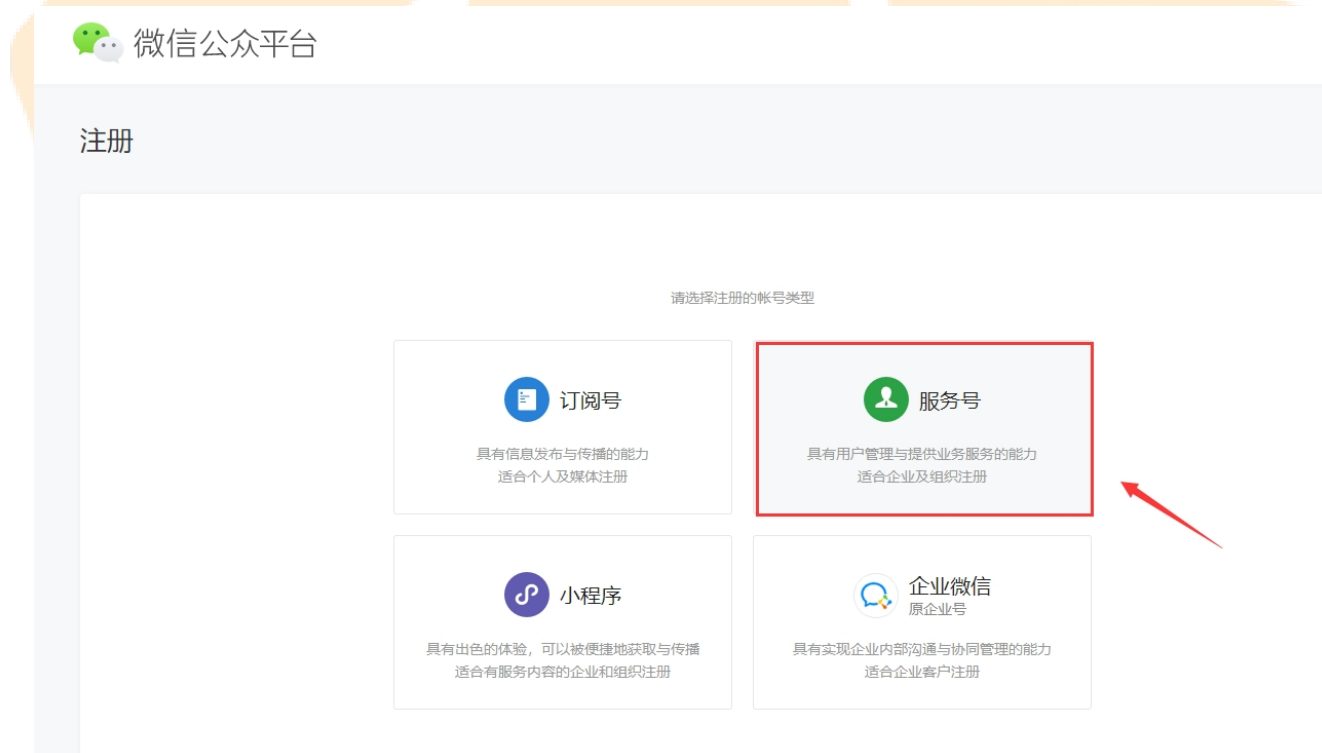 微信公众平台
注册
请选择注册的帐号类型
订阅号
具有信息发布与传播的能力
适合个人及媒体注册
服务号
具有用户管理与提供业务服务的能力
适合企业及组织注册
小程序
具有出色的体验，可以被便捷地获取与传播
适合有服务内容的企业和组织注册
企业微信
原企业号
具有实现企业内部沟通与协同管理的能力
适合企业客户注册